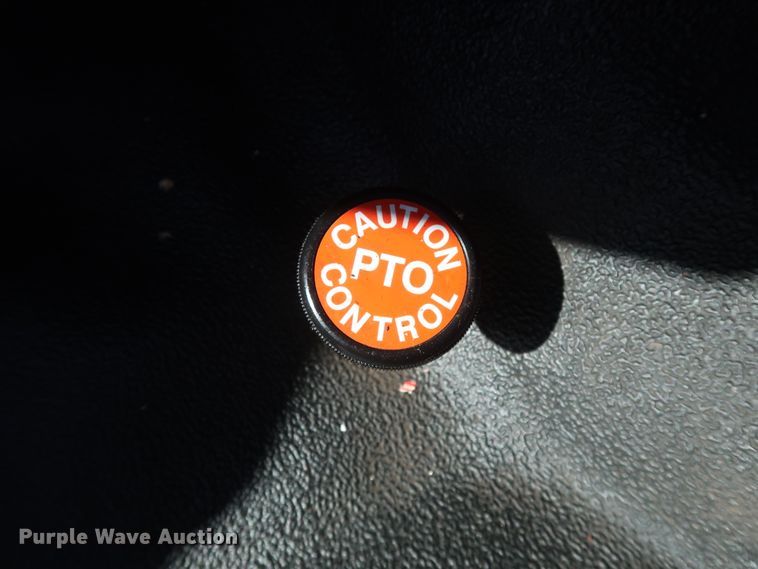 CAUTION
PTO
CONTROL
Purple Wave Auction